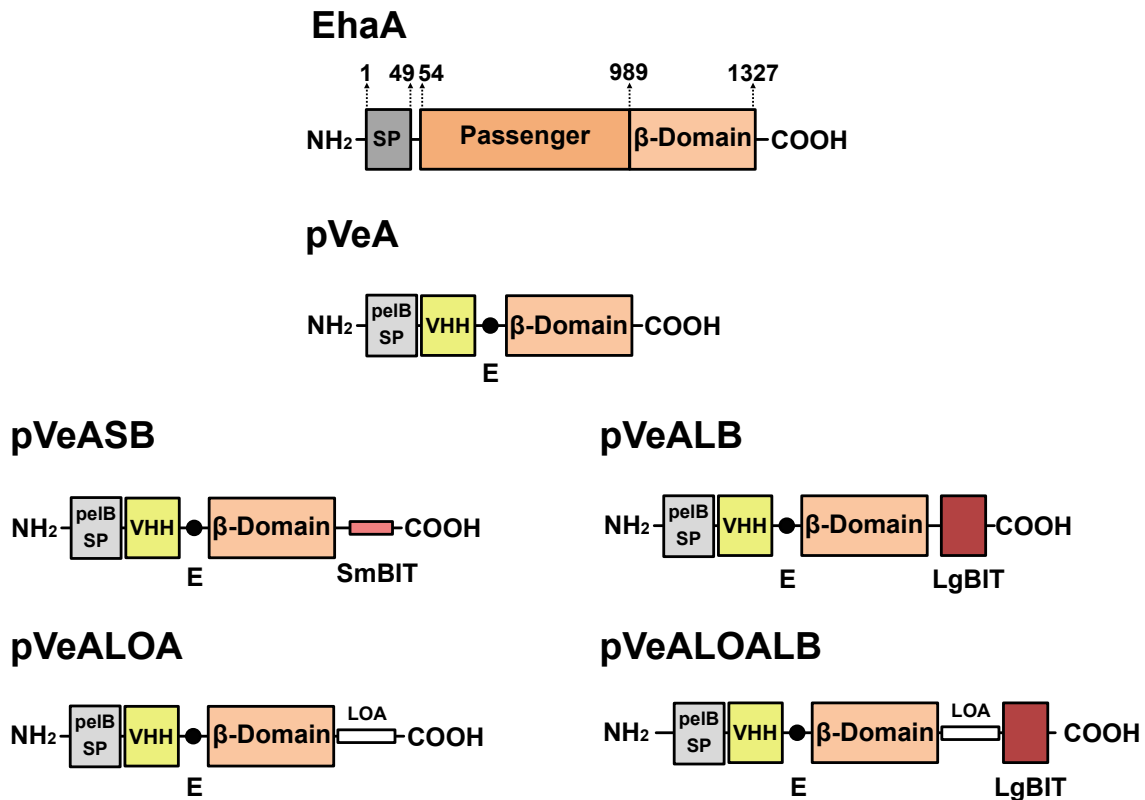 EhaA
1 49 54 989 1327
NH2 SP Passenger β-Domain COOH
pVeA
NH2 pelB SP VHH β-Domain COOH
E
pVeASB
NH2 pelB SP VHH β-Domain COOH
E SmBIT
pVeALB
NH2 pelB SP VHH β-Domain COOH
E LgBIT
pVeALOA
LOA
NH2 pelB SP VHH β-Domain COOH
E
pVeALOALB
LOA
NH2 pelB SP VHH β-Domain COOH
E LgBIT